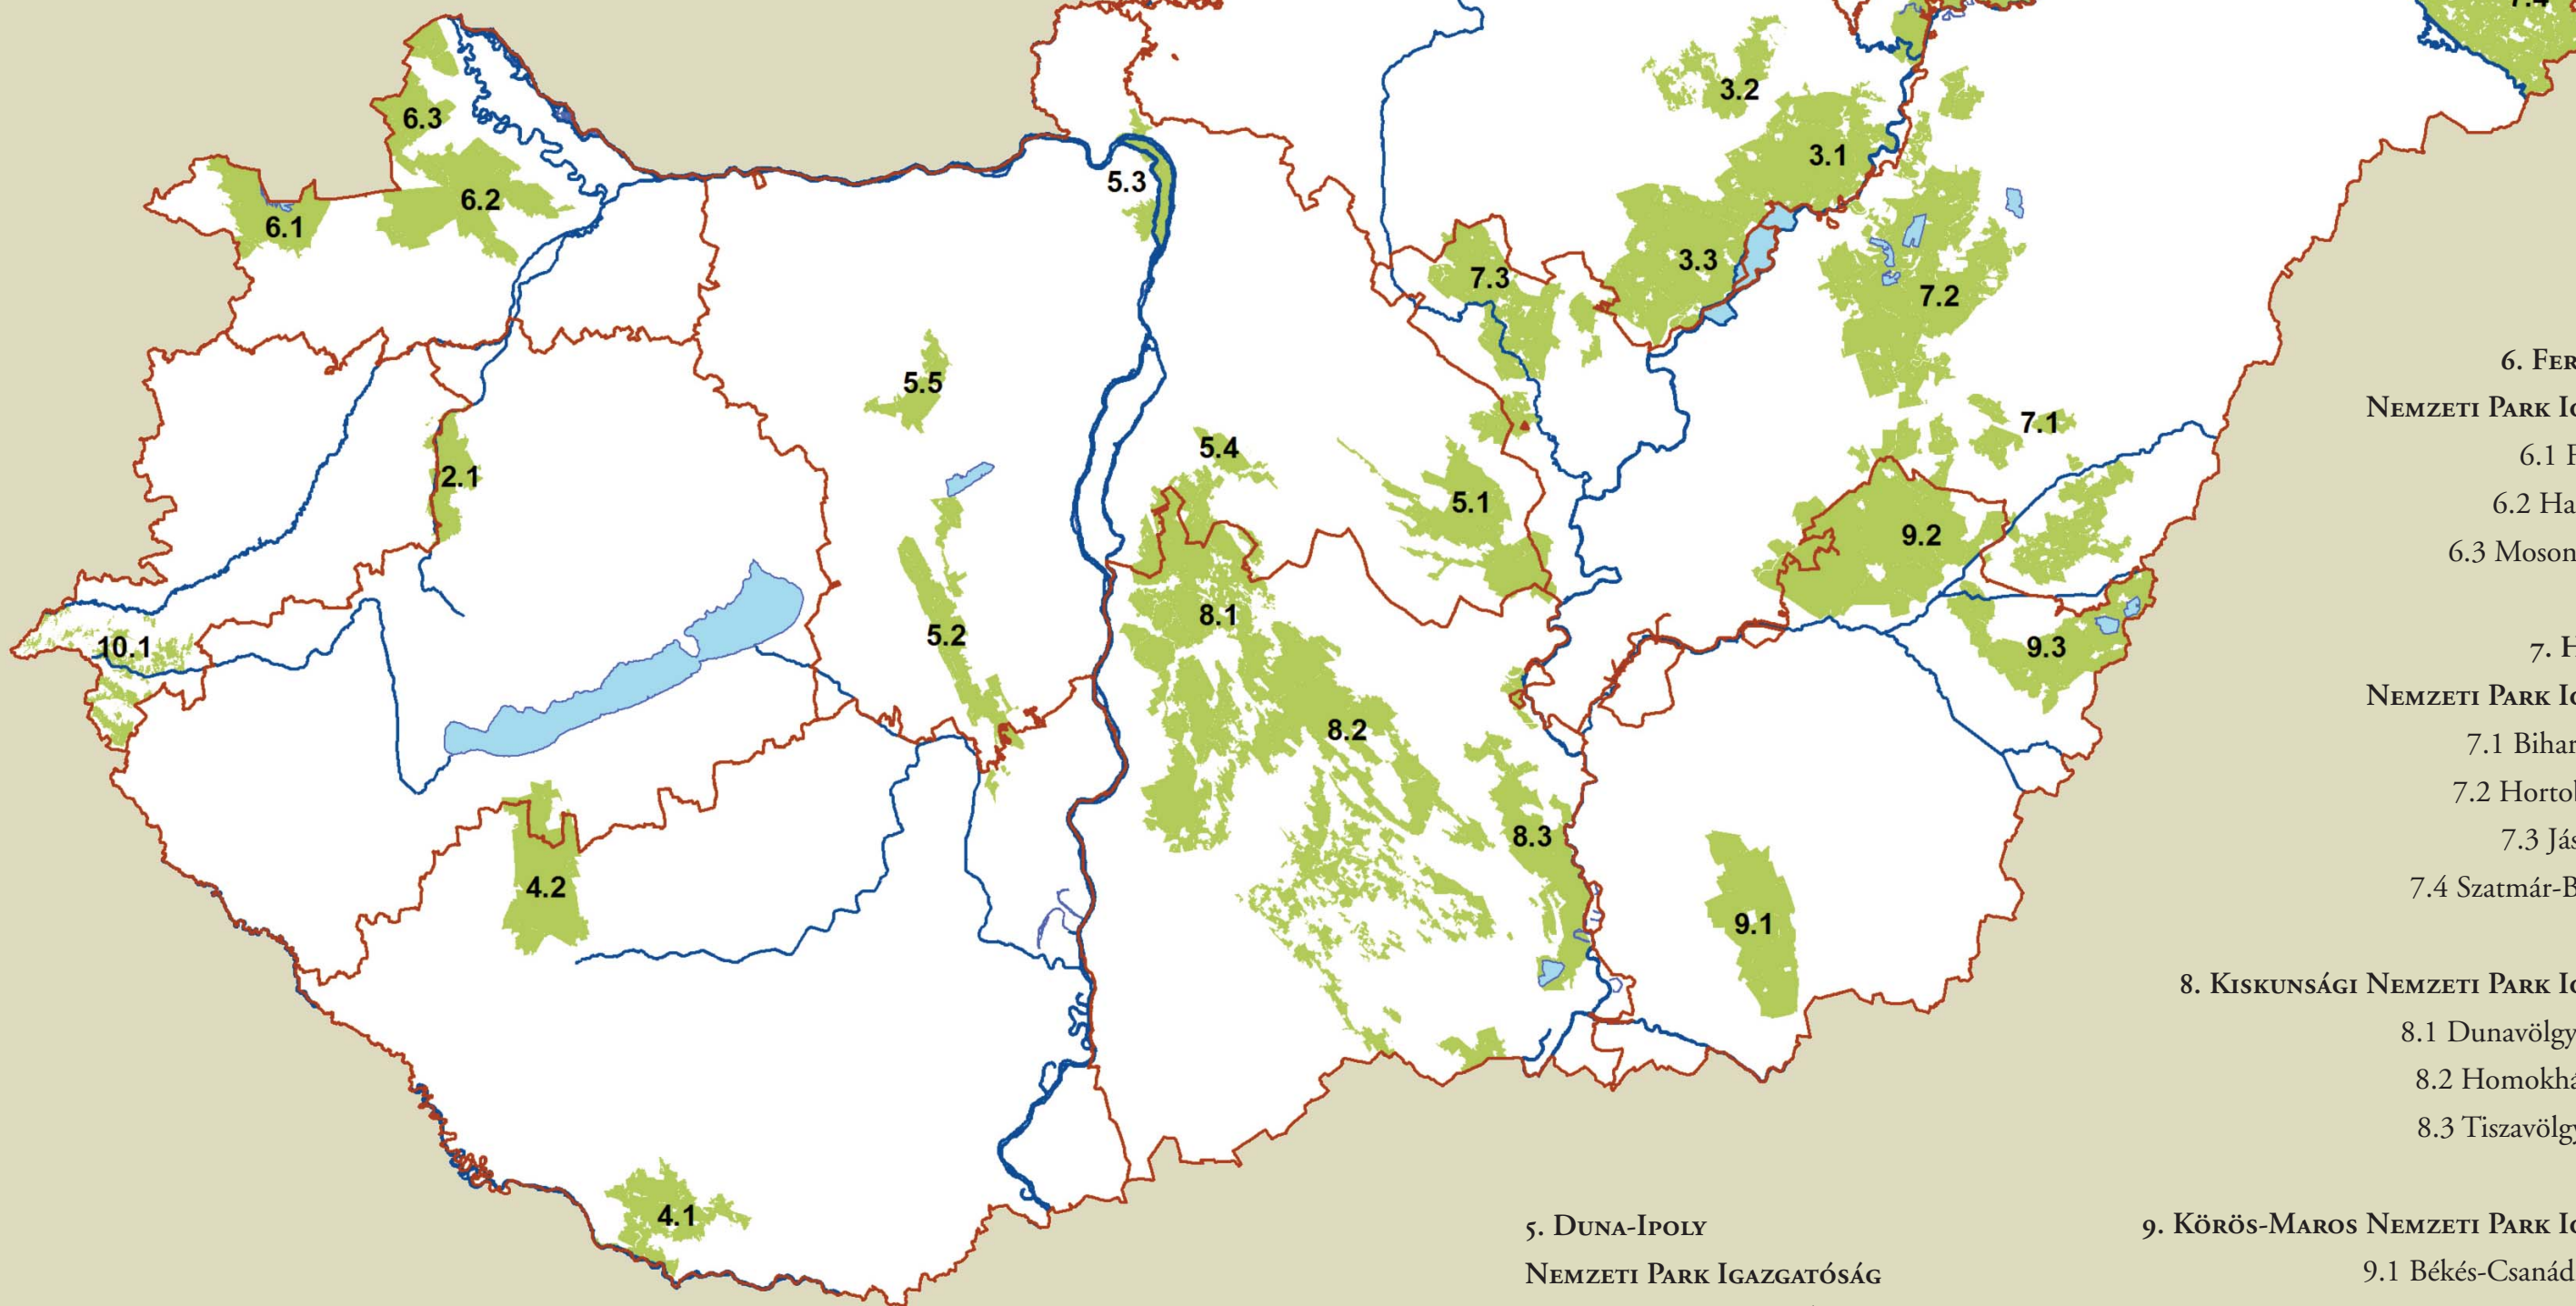 7.4
3.2
6.3
3.1
5.3
6.2
6.1
3.3
7.3
7.2
6. FER
NEMZETI PARK IG
6.1 F
6.2 Ha
6.3 Moson
5.5
7.1
5.4
2.1
5.1
9.2
8.1
5.2
10.1
9.3
7. H
NEMZETI PARK IG
7.1 Bihar
7.2 Hortob
7.3 Jás
7.4 Szatmár-B
8.2
8.3
4.2
9.1
8. KISKUNSÁGI NEMZETI PARK IG
8.1 Dunavölgy
8.2 Homokhá
8.3 Tiszavölgy
4.1
5. DUNA-IPOLY
NEMZETI PARK IGAZGATÓSÁG
9. KÖRÖS-MAROS NEMZETI PARK IG
9.1 Békés-Csanád